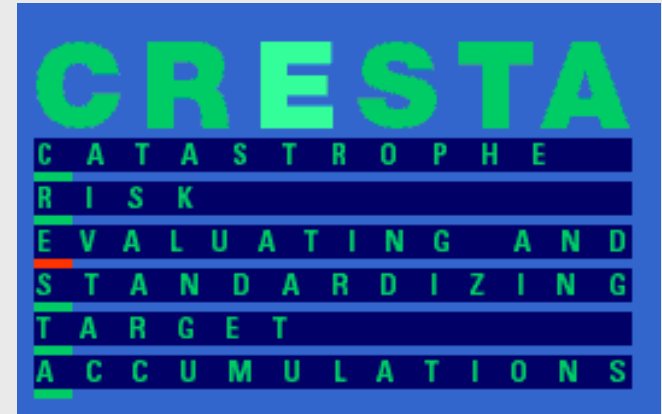 CRESTA
CATASTROPHE
RISK
EVALUATING AND
STANDARDIZING
TARGET
ACCUMULATIONS